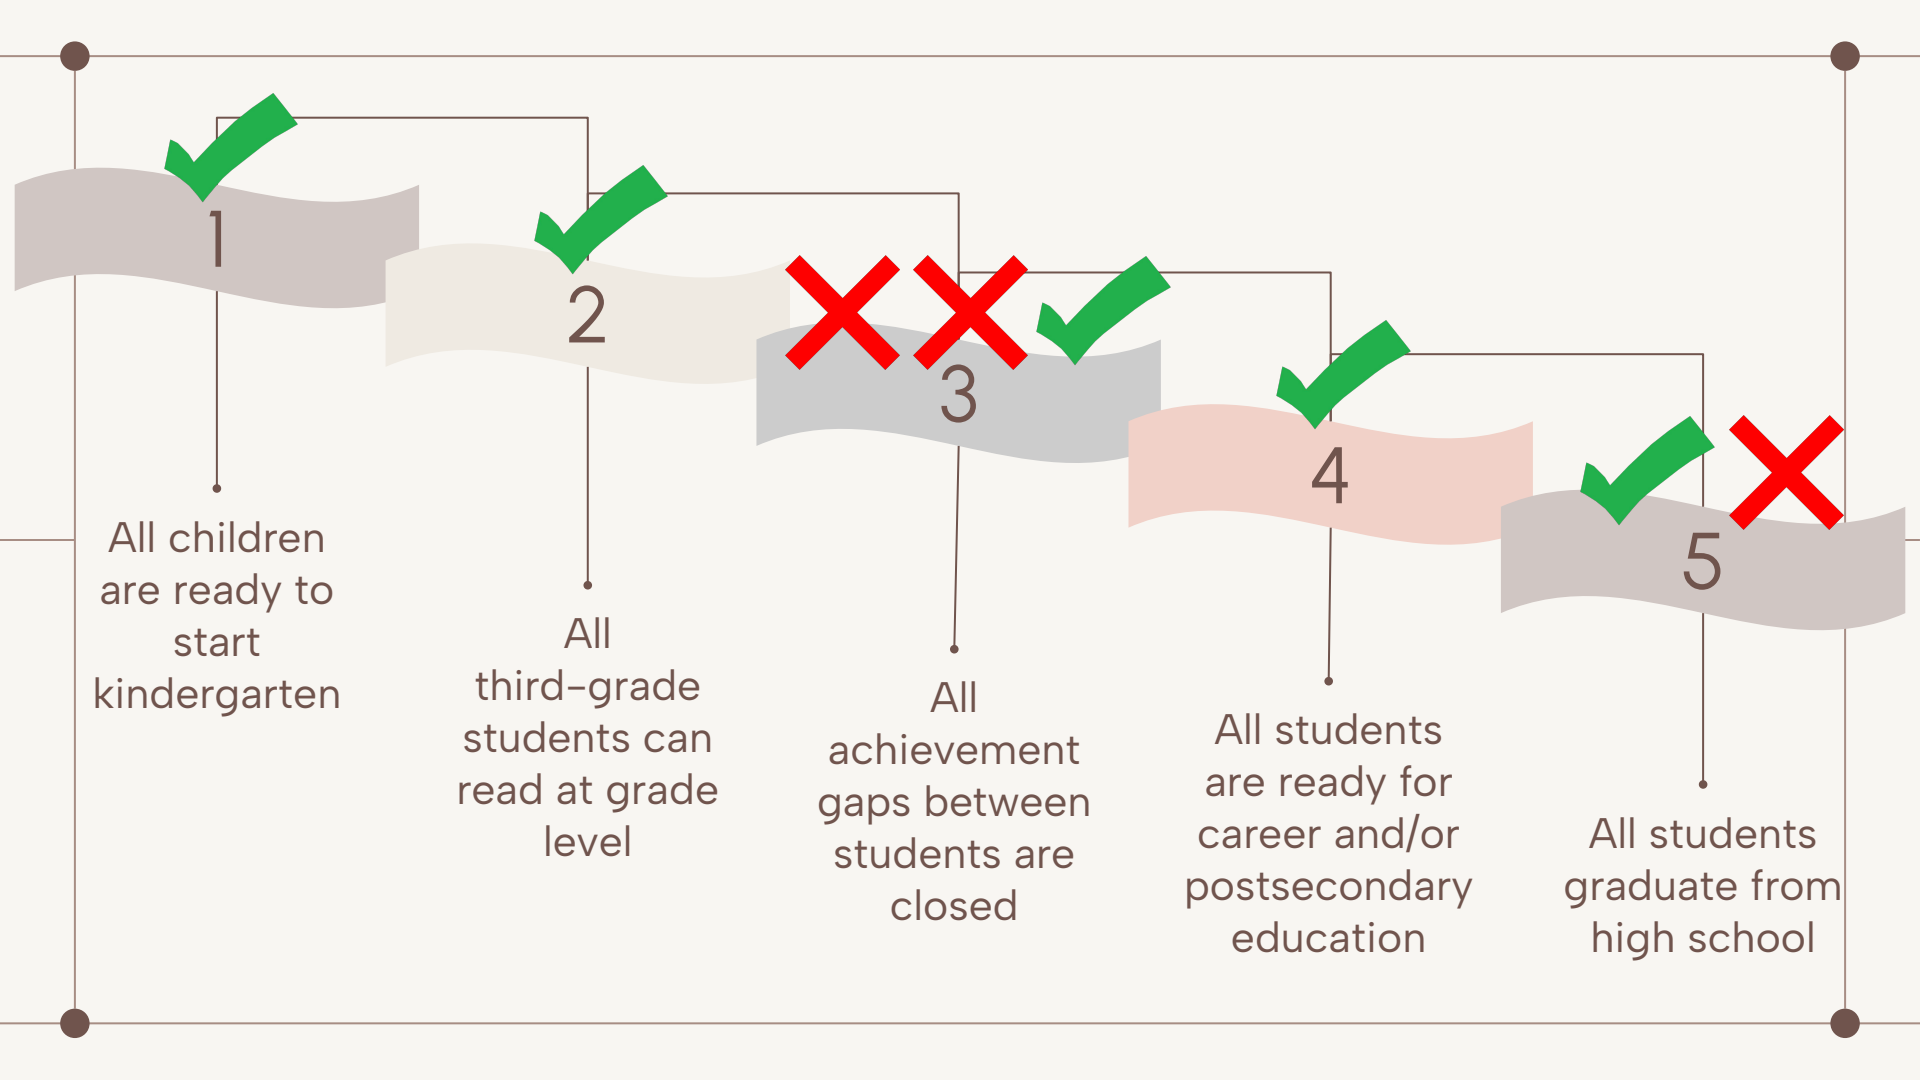 1
All children
are ready to
start
kindergarten
2
All
third-grade
students can
read at grade
level
3
All
achievement
gaps between
students are
closed
4
All students
are ready for
career and/or
postsecondary
education
5
All students
graduate from
high school